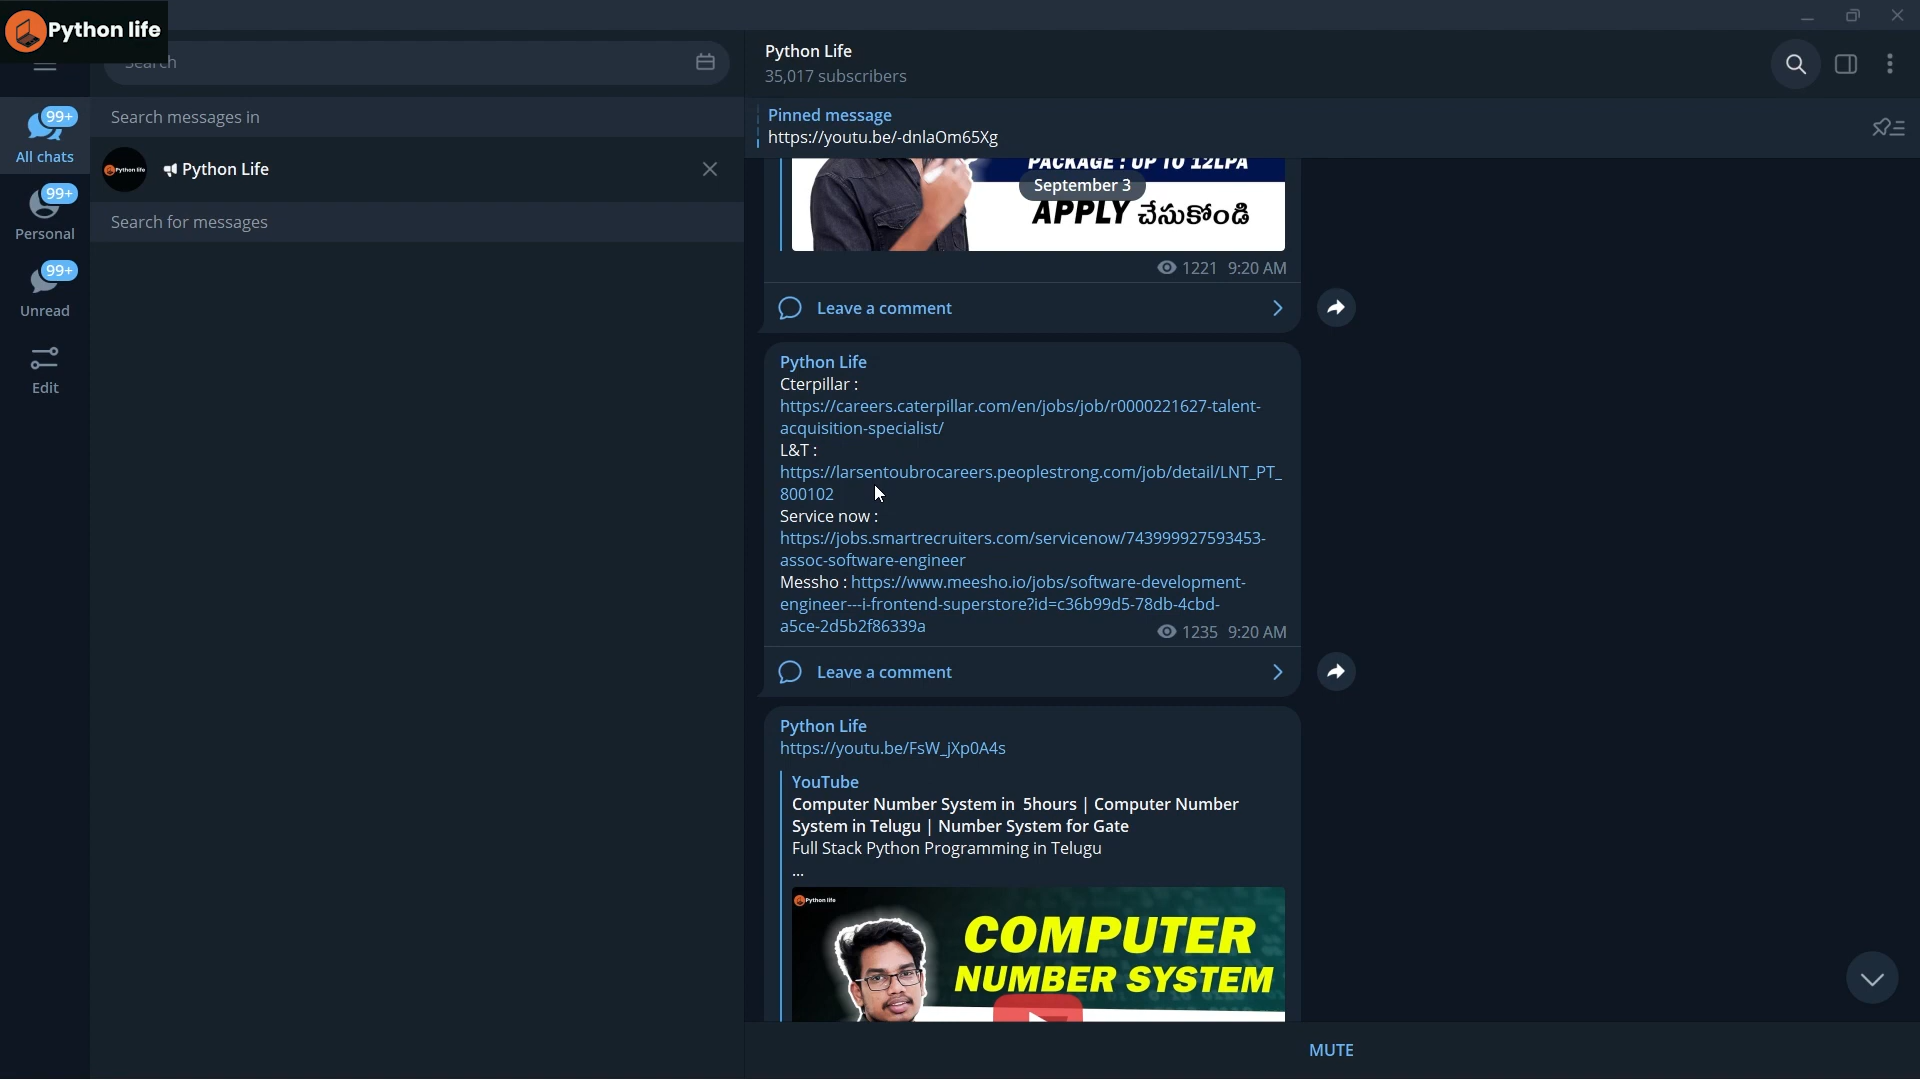 Python life
Search
99+
All chats
99+
Personal
99+
Unread
Edit
Search messages in
Python life
Python Life
Search for messages
Python Life
35,017 subscribers
Pinned message
https://youtu.be/-dnlaOm65Xg
PACKAGE : UP TO 12LPA
September 3
APPLY చేసుకోండి
1221 9:20 AM
Leave a comment
Python Life
Cterpillar :
https://careers.caterpillar.com/en/jobs/job/r0000221627-talent-
acquisition-specialist/
L&T :
https://larsentoubrocareers.peoplestrong.com/job/detail/LNT_PT_
800102
Service now :
https://jobs.smartrecruiters.com/servicenow/743999927593453-
assoc-software-engineer
Messho : https://www.meesho.io/jobs/software-development-
engineer---i-frontend-superstore?id=c36b99d5-78db-4cbd-
a5ce-2d5b2f86339a
1235 9:20 AM
Leave a comment
Python Life
https://youtu.be/FsW_jXp0A4s
YouTube
Computer Number System in 5hours | Computer Number
System in Telugu | Number System for Gate
Full Stack Python Programming in Telugu
...
Python life
COMPUTER
NUMBER SYSTEM
MUTE